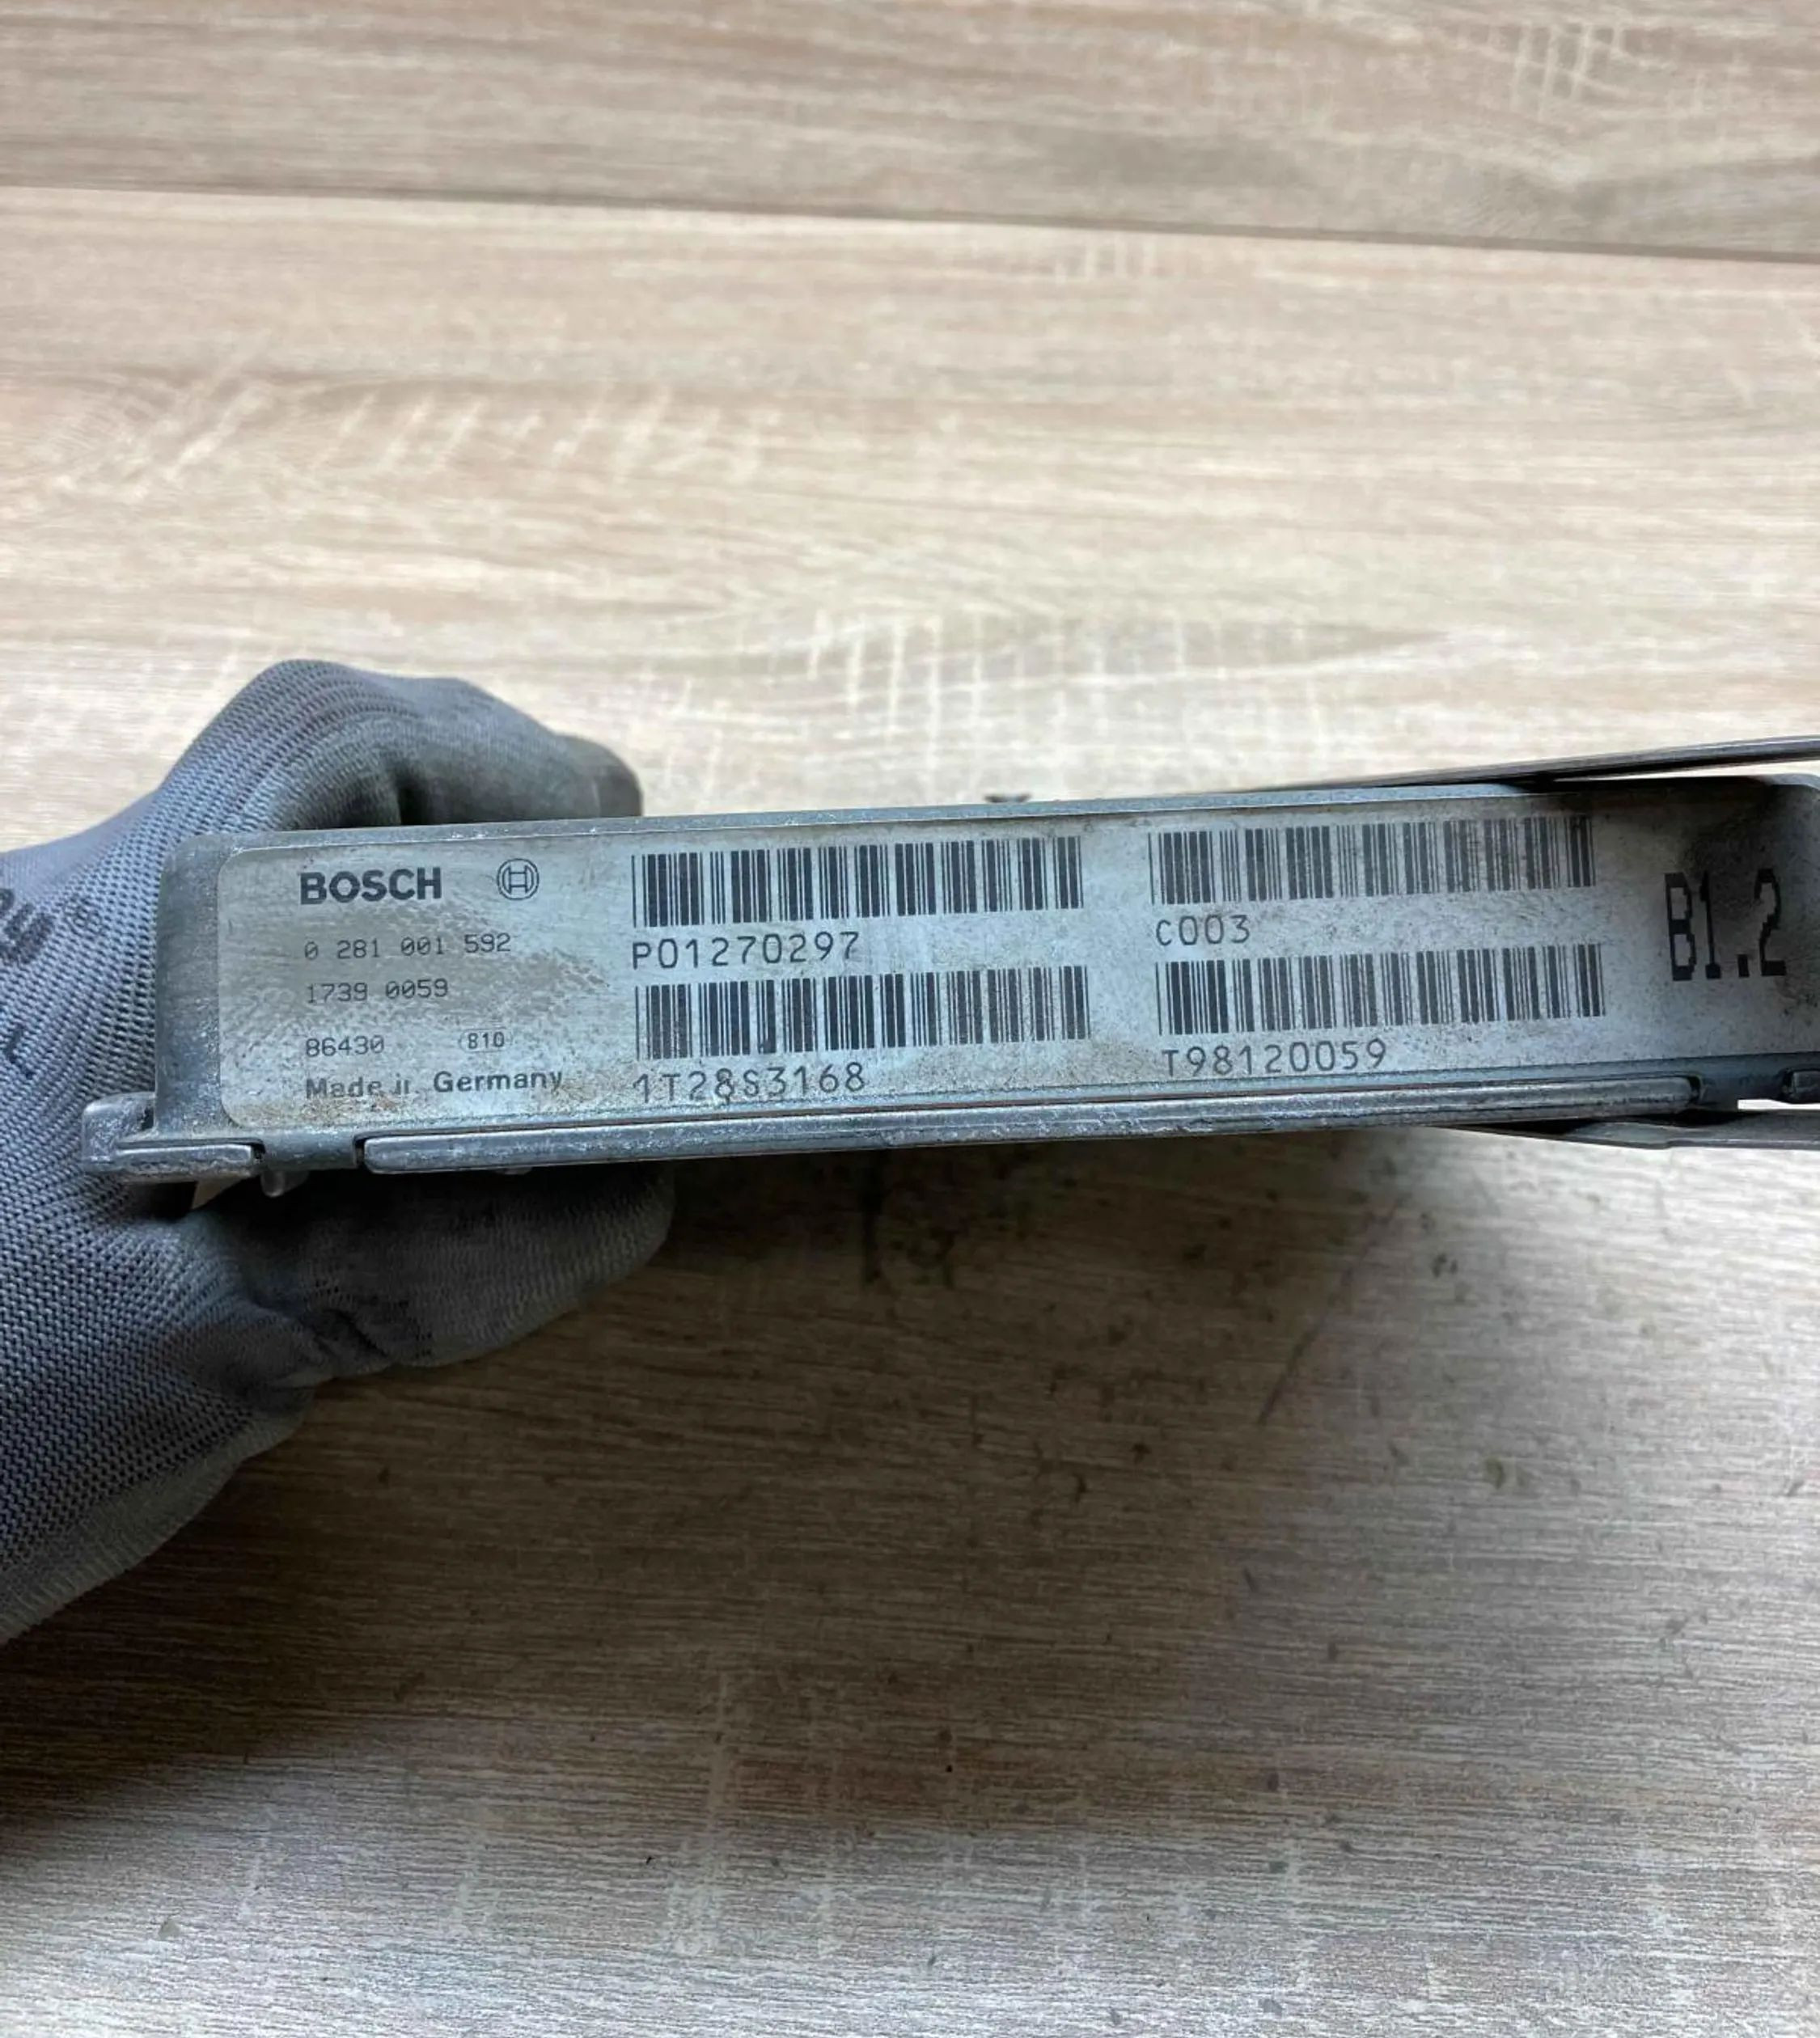 BOSCH
0 281 001 592
1739 0059
86430 810
Made in Germany
P01270297
1T28S3168
C003
T98120059
B1.2